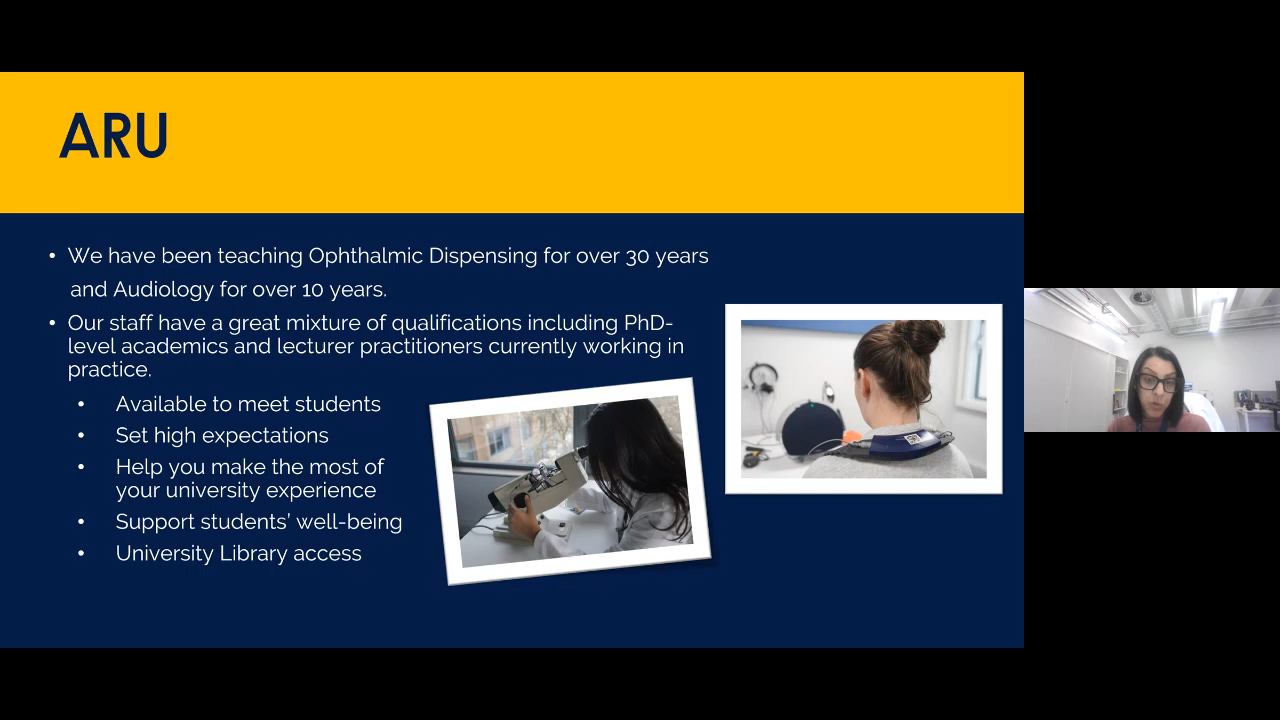 ARU
• We have been teaching Ophthalmic Dispensing for over 30 years
and Audiology for over 10 years.
• Our staff have a great mixture of qualifications including PhD-
level academics and lecturer practitioners currently working in
practice.
• Available to meet students
• Set high expectations
• Help you make the most of
your university experience
• Support students’ well-being
• University Library access